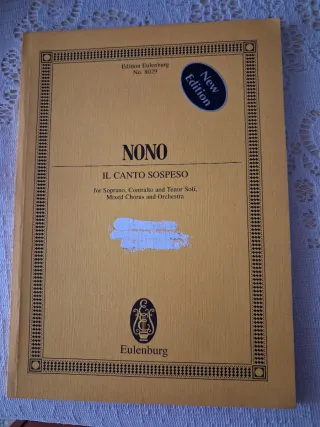 Edition Eulenburg
No. 8029
New
Edition
NONO
IL CANTO SOSPESO
for Soprano, Contralto and Tenor Soli,
Mixed Chorus and Orchestra
Eulenburg